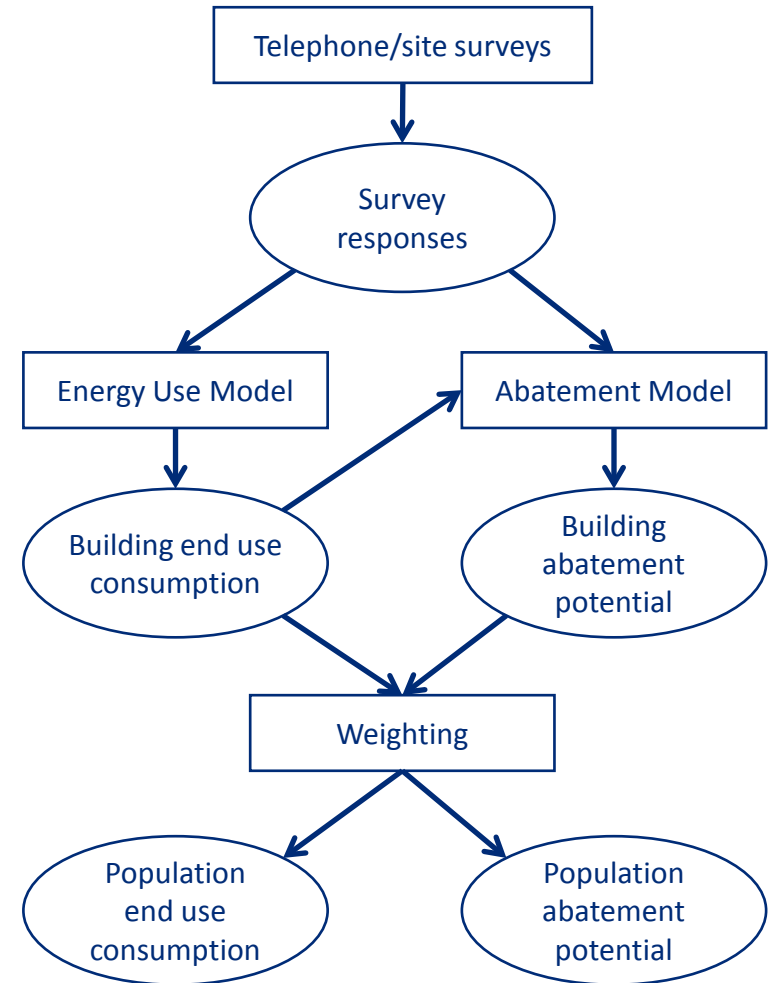 Telephone/site surveys
Survey
responses
Energy Use Model
Abatement Model
Building end use
consumption
Building
abatement
potential
Weighting
Population
end use
consumption
Population
abatement
potential